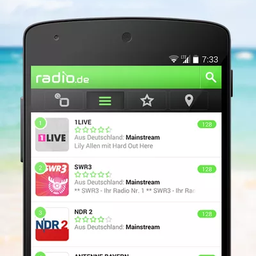 7:33
radio.de
1
1LIVE
128
Aus Deutschland: Mainstream
Lily Allen mit Hard Out Here
1LIVE
2
SWR3
128
Aus Deutschland: Mainstream
** SWR3 - Ihr Radio Nr. 1 ** SWR3 - Ihr Ra
SWR3
3
NDR 2
128
Aus Deutschland: Mainstream
NDR 2
ANTENNE BAYERN